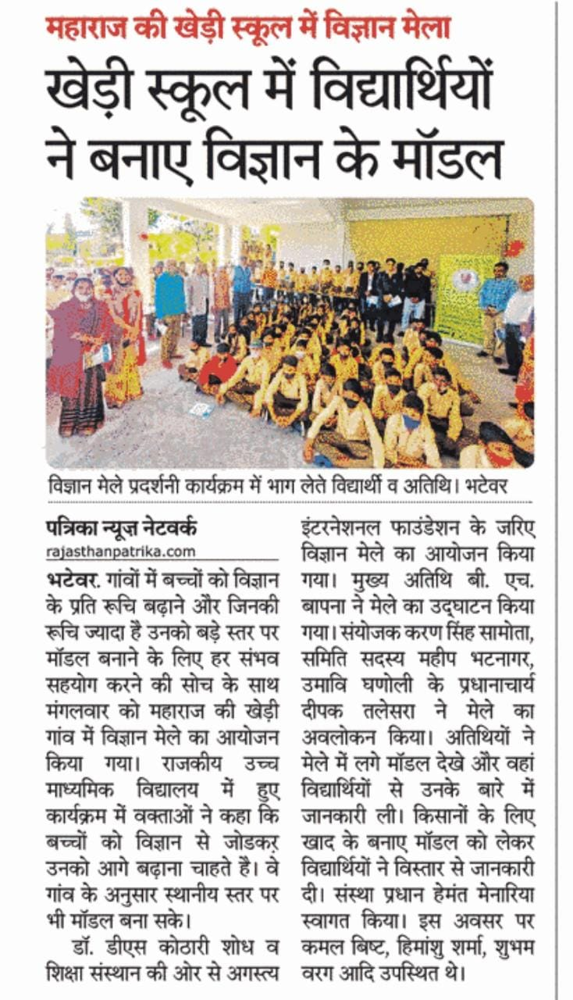 महाराज की खेड़ी स्कूल में विज्ञान मेला
खेड़ी स्कूल में विद्यार्थियों
ने बनाए विज्ञान के मॉडल
विज्ञान मेले प्रदर्शनी कार्यक्रम में भाग लेते विद्यार्थी व अतिथि। भटेवर
पत्रिका न्यूज़ नेटवर्क
rajasthanpatrika.com
भटेवर. गांवों में बच्चों को विज्ञान
के प्रति रूचि बढ़ाने और जिनकी
रूचि ज्यादा है उनको बड़े स्तर पर
मॉडल बनाने के लिए हर संभव
सहयोग करने की सोच के साथ
मंगलवार को महाराज की खेड़ी
गांव में विज्ञान मेले का आयोजन
किया गया। राजकीय उच्च
माध्यमिक विद्यालय में हुए
कार्यक्रम में वक्ताओं ने कहा कि
बच्चों को विज्ञान से जोडकऱ
उनको आगे बढ़ाना चाहते है। वे
गांव के अनुसार स्थानीय स्तर पर
भी मॉडल बना सके।
डॉ. डीएस कोठारी शोध व
शिक्षा संस्थान की ओर से अगस्त्य
इंटरनेशनल फाउंडेशन के जरिए
विज्ञान मेले का आयोजन किया
गया। मुख्य अतिथि बी. एच.
बापना ने मेले का उद्घाटन किया
गया। संयोजक करण सिंह सामोता,
समिति सदस्य महीप भटनागर,
उमावि घणोली के प्रधानाचार्य
दीपक तलेसरा ने मेले का
अवलोकन किया। अतिथियों ने
मेले में लगे मॉडल देखे और वहां
विद्यार्थियों से उनके बारे में
जानकारी ली। किसानों के लिए
खाद के बनाए मॉडल को लेकर
विद्यार्थियों ने विस्तार से जानकारी
दी। संस्था प्रधान हेमंत मेनारिया
स्वागत किया। इस अवसर पर
कमल बिष्ट, हिमांशु शर्मा, शुभम
वरग आदि उपस्थित थे।